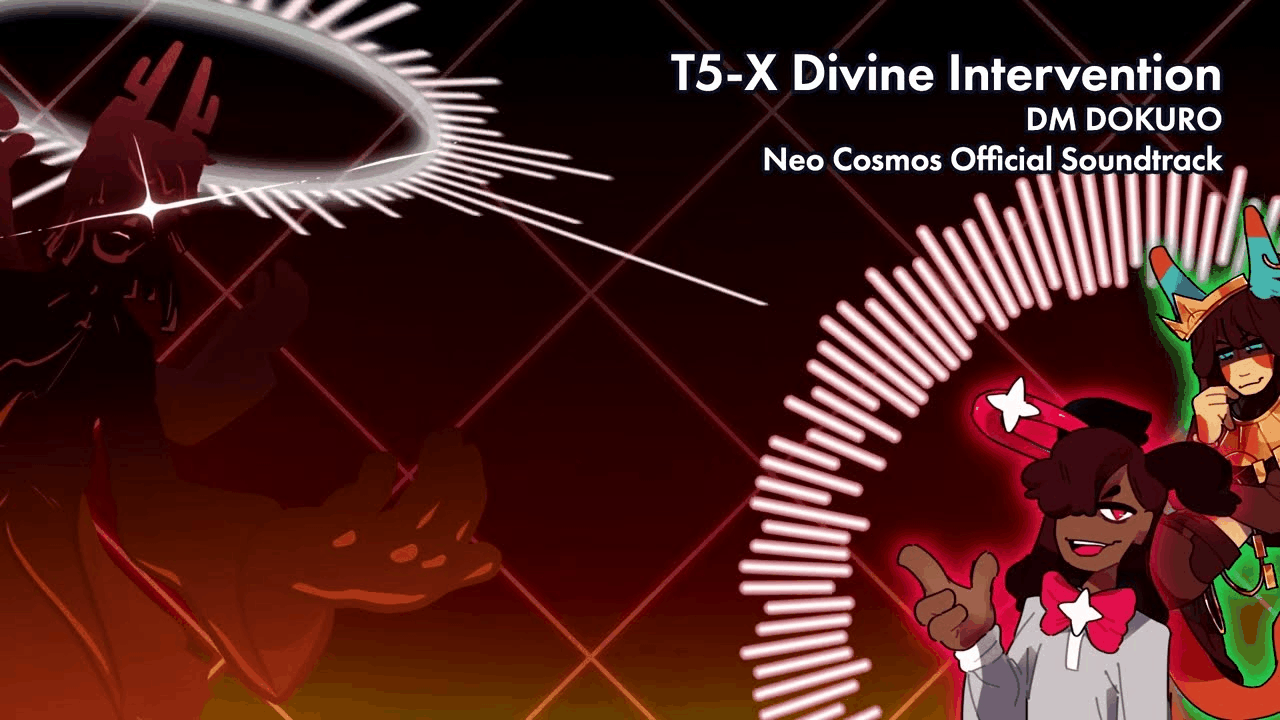 T5-X Divine Intervention
DM DOKURO
Neo Cosmos Official Soundtrack